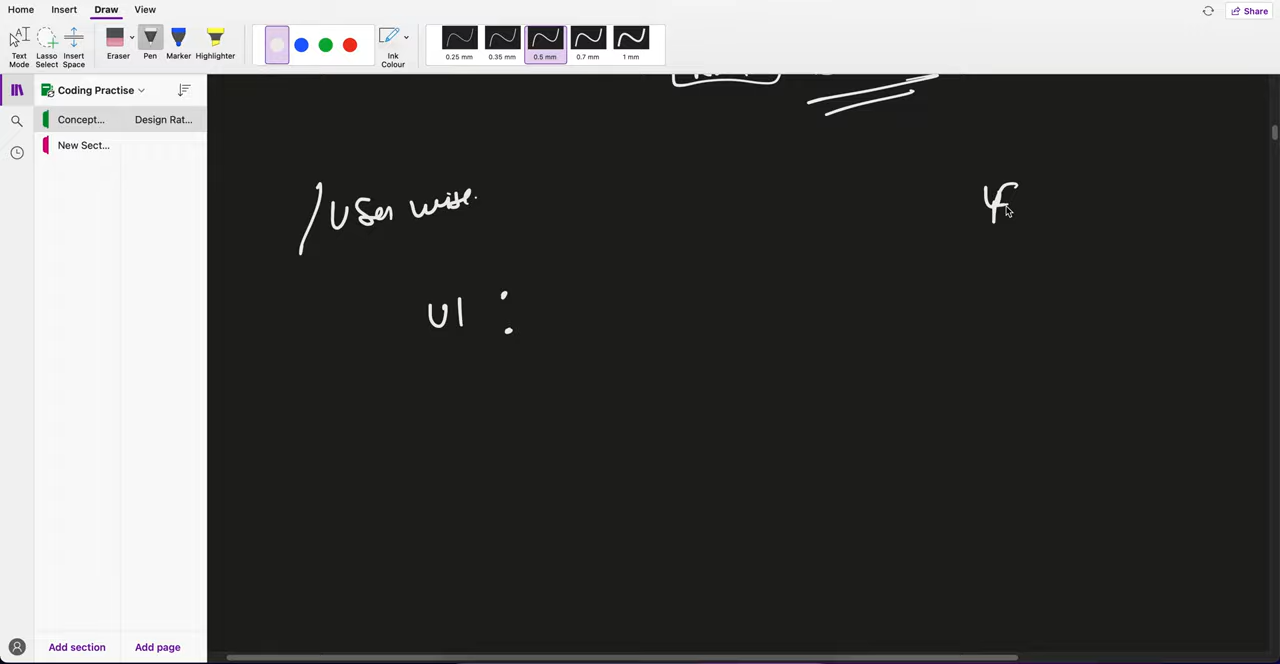 Home Insert Draw View
Share
Text Mode
Lasso Select
Insert Space
Eraser
Pen
Marker
Highlighter
Ink Colour
0.25 mm
0.35 mm
0.5 mm
0.7 mm
1 mm
Coding Practise
Concept... Design Rat...
New Sect...
/ User wise.
U1 :
Add section Add page